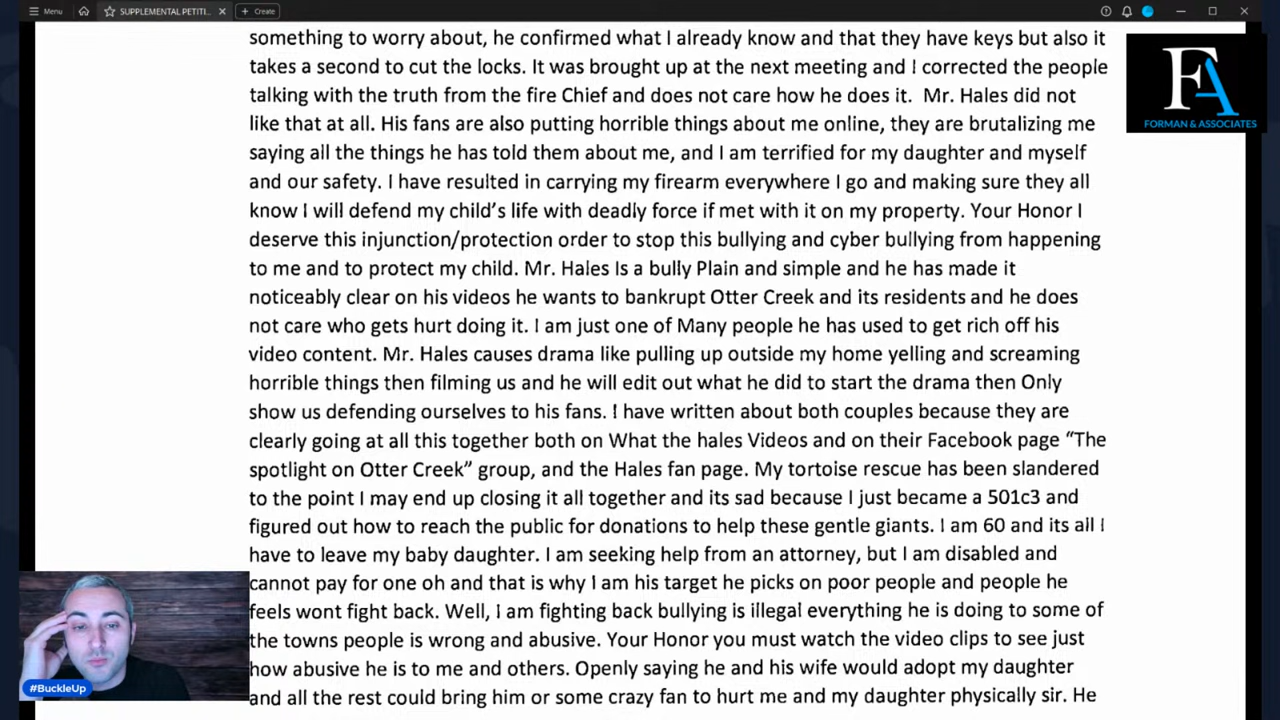 Menu
SUPPLEMENTAL PETITI...
Create
something to worry about, he confirmed what I already know and that they have keys but also it
takes a second to cut the locks. It was brought up at the next meeting and I corrected the people
talking with the truth from the fire Chief and does not care how he does it.  Mr. Hales did not
like that at all. His fans are also putting horrible things about me online, they are brutalizing me
saying all the things he has told them about me, and I am terrified for my daughter and myself
and our safety. I have resulted in carrying my firearm everywhere I go and making sure they all
know I will defend my child's life with deadly force if met with it on my property. Your Honor I
deserve this injunction/protection order to stop this bullying and cyber bullying from happening
to me and to protect my child. Mr. Hales Is a bully Plain and simple and he has made it
noticeably clear on his videos he wants to bankrupt Otter Creek and its residents and he does
not care who gets hurt doing it. I am just one of Many people he has used to get rich off his
video content. Mr. Hales causes drama like pulling up outside my home yelling and screaming
horrible things then filming us and he will edit out what he did to start the drama then Only
show us defending ourselves to his fans. I have written about both couples because they are
clearly going at all this together both on What the hales Videos and on their Facebook page “The
spotlight on Otter Creek” group, and the Hales fan page. My tortoise rescue has been slandered
to the point I may end up closing it all together and its sad because I just became a 501c3 and
figured out how to reach the public for donations to help these gentle giants. I am 60 and its all I
have to leave my baby daughter. I am seeking help from an attorney, but I am disabled and
cannot pay for one oh and that is why I am his target he picks on poor people and people he
feels wont fight back. Well, I am fighting back bullying is illegal everything he is doing to some of
the towns people is wrong and abusive. Your Honor you must watch the video clips to see just
how abusive he is to me and others. Openly saying he and his wife would adopt my daughter
and all the rest could bring him or some crazy fan to hurt me and my daughter physically sir. He
FA
FORMAN & ASSOCIATES
#BuckleUp